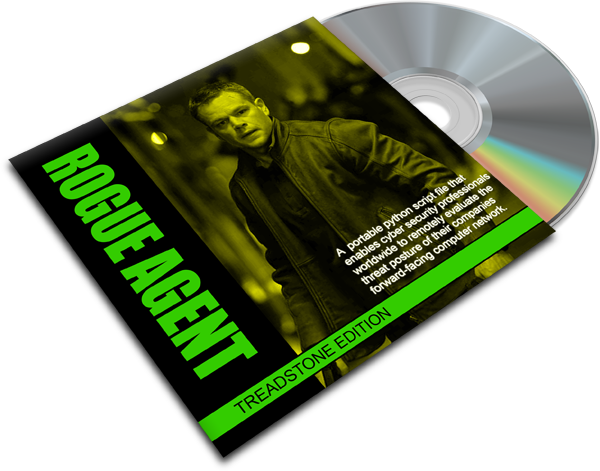 ROGUE AGENT
A portable python script file that
enables cyber security professionals
worldwide to remotely evaluate the
threat posture of their companies
forward-facing computer network.
TREADSTONE EDITION